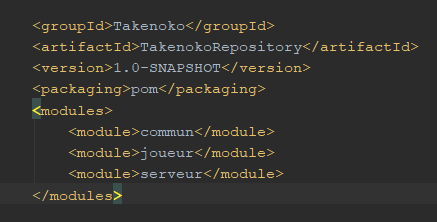 <groupId>Takenoko</groupId>
<artifactId>TakenokoRepository</artifactId>
<version>1.0-SNAPSHOT</version>
<packaging>pom</packaging>
<modules>
<module>commun</module>
<module>joueur</module>
<module>serveur</module>
</modules>